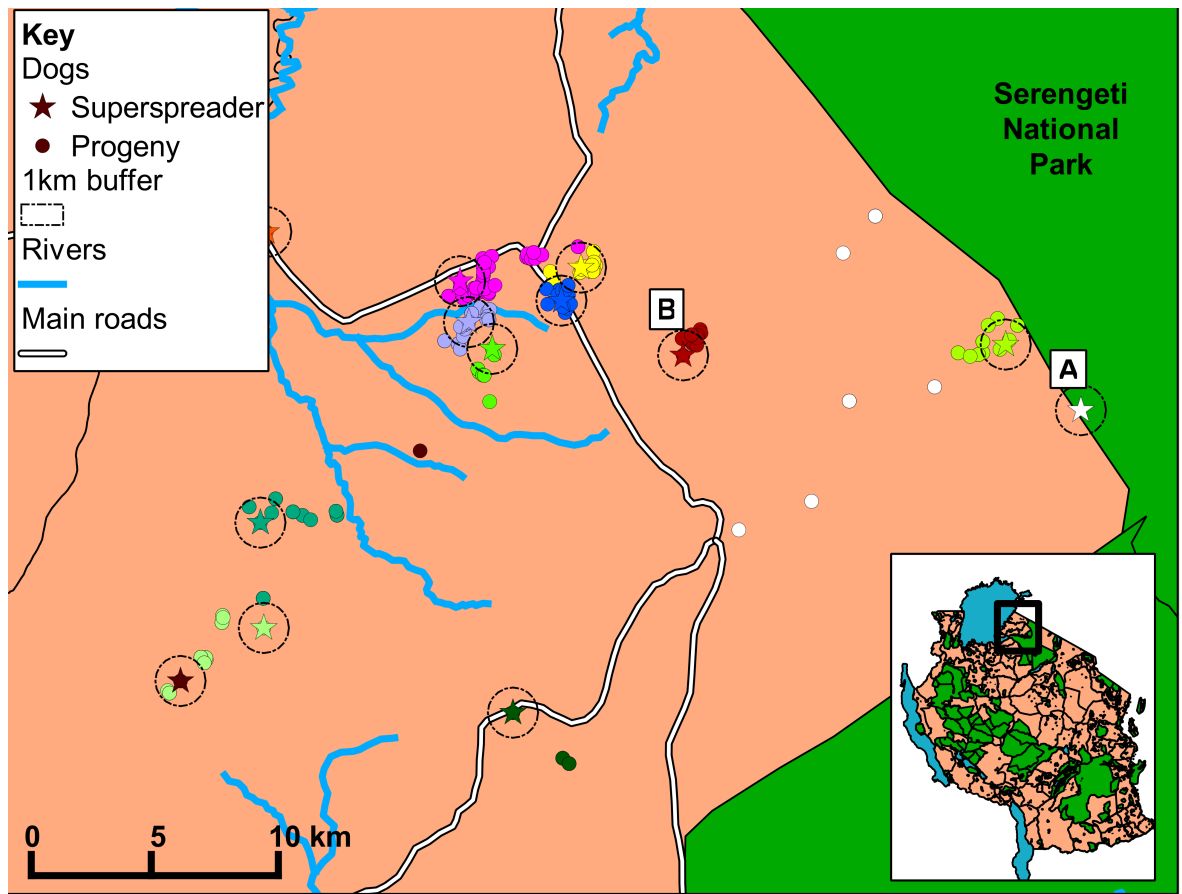 Key
Dogs
Superspreader
Progeny
1km buffer
Rivers
Main roads
Serengeti
National
Park
B
A
0 5 10 km